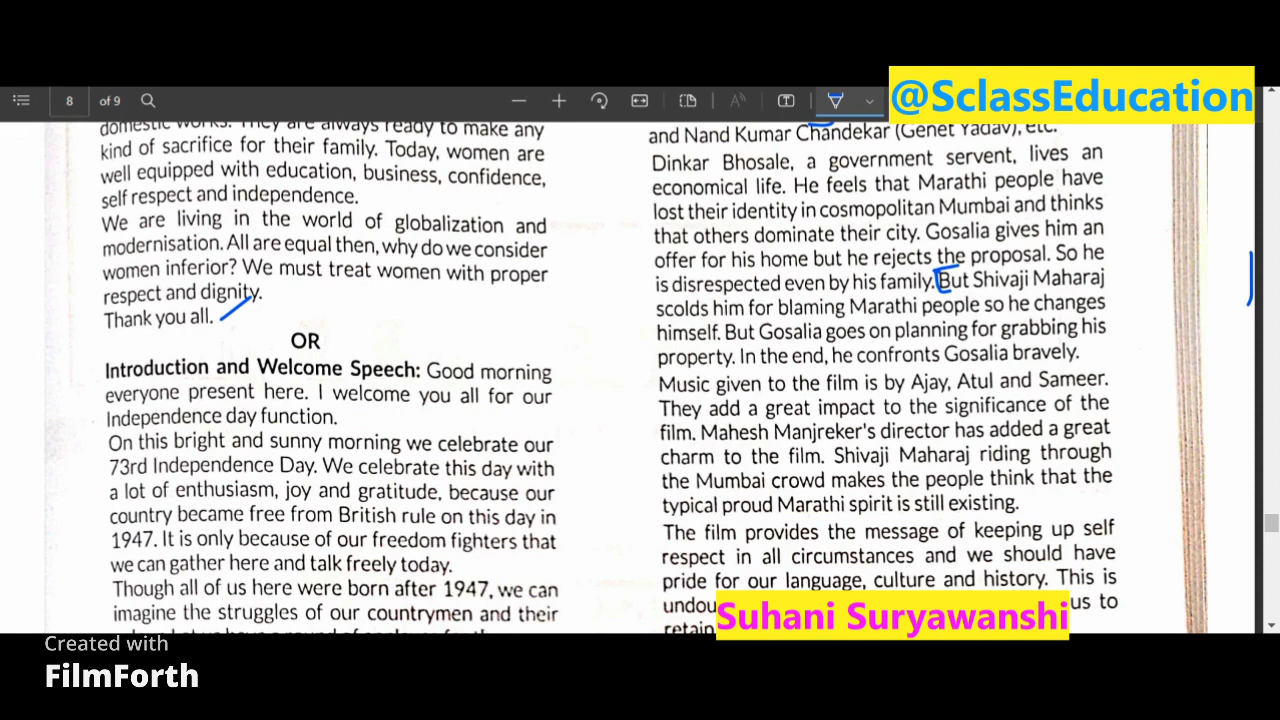 @SclassEducation
8 of 9
domestic works. They are always ready to make any
kind of sacrifice for their family. Today, women are
well equipped with education, business, confidence,
self respect and independence.
We are living in the world of globalization and
modernisation. All are equal then, why do we consider
women inferior? We must treat women with proper
respect and dignity.
Thank you all.
OR
Introduction and Welcome Speech: Good morning
everyone present here. I welcome you all for our
Independence day function.
On this bright and sunny morning we celebrate our
73rd Independence Day. We celebrate this day with
a lot of enthusiasm, joy and gratitude, because our
country became free from British rule on this day in
1947. It is only because of our freedom fighters that
we can gather here and talk freely today.
Though all of us here were born after 1947, we can
imagine the struggles of our countrymen and their
and Nand Kumar Chandekar (Genet Yadav), etc.
Dinkar Bhosale, a government servent, lives an
economical life. He feels that Marathi people have
lost their identity in cosmopolitan Mumbai and thinks
that others dominate their city. Gosalia gives him an
offer for his home but he rejects the proposal. So he
is disrespected even by his family. But Shivaji Maharaj
scolds him for blaming Marathi people so he changes
himself. But Gosalia goes on planning for grabbing his
property. In the end, he confronts Gosalia bravely.
Music given to the film is by Ajay, Atul and Sameer.
They add a great impact to the significance of the
film. Mahesh Manjreker's director has added a great
charm to the film. Shivaji Maharaj riding through
the Mumbai crowd makes the people think that the
typical proud Marathi spirit is still existing.
The film provides the message of keeping up self
respect in all circumstances and we should have
pride for our language, culture and history. This is
us to
Suhani Suryawanshi
Created with
FilmForth